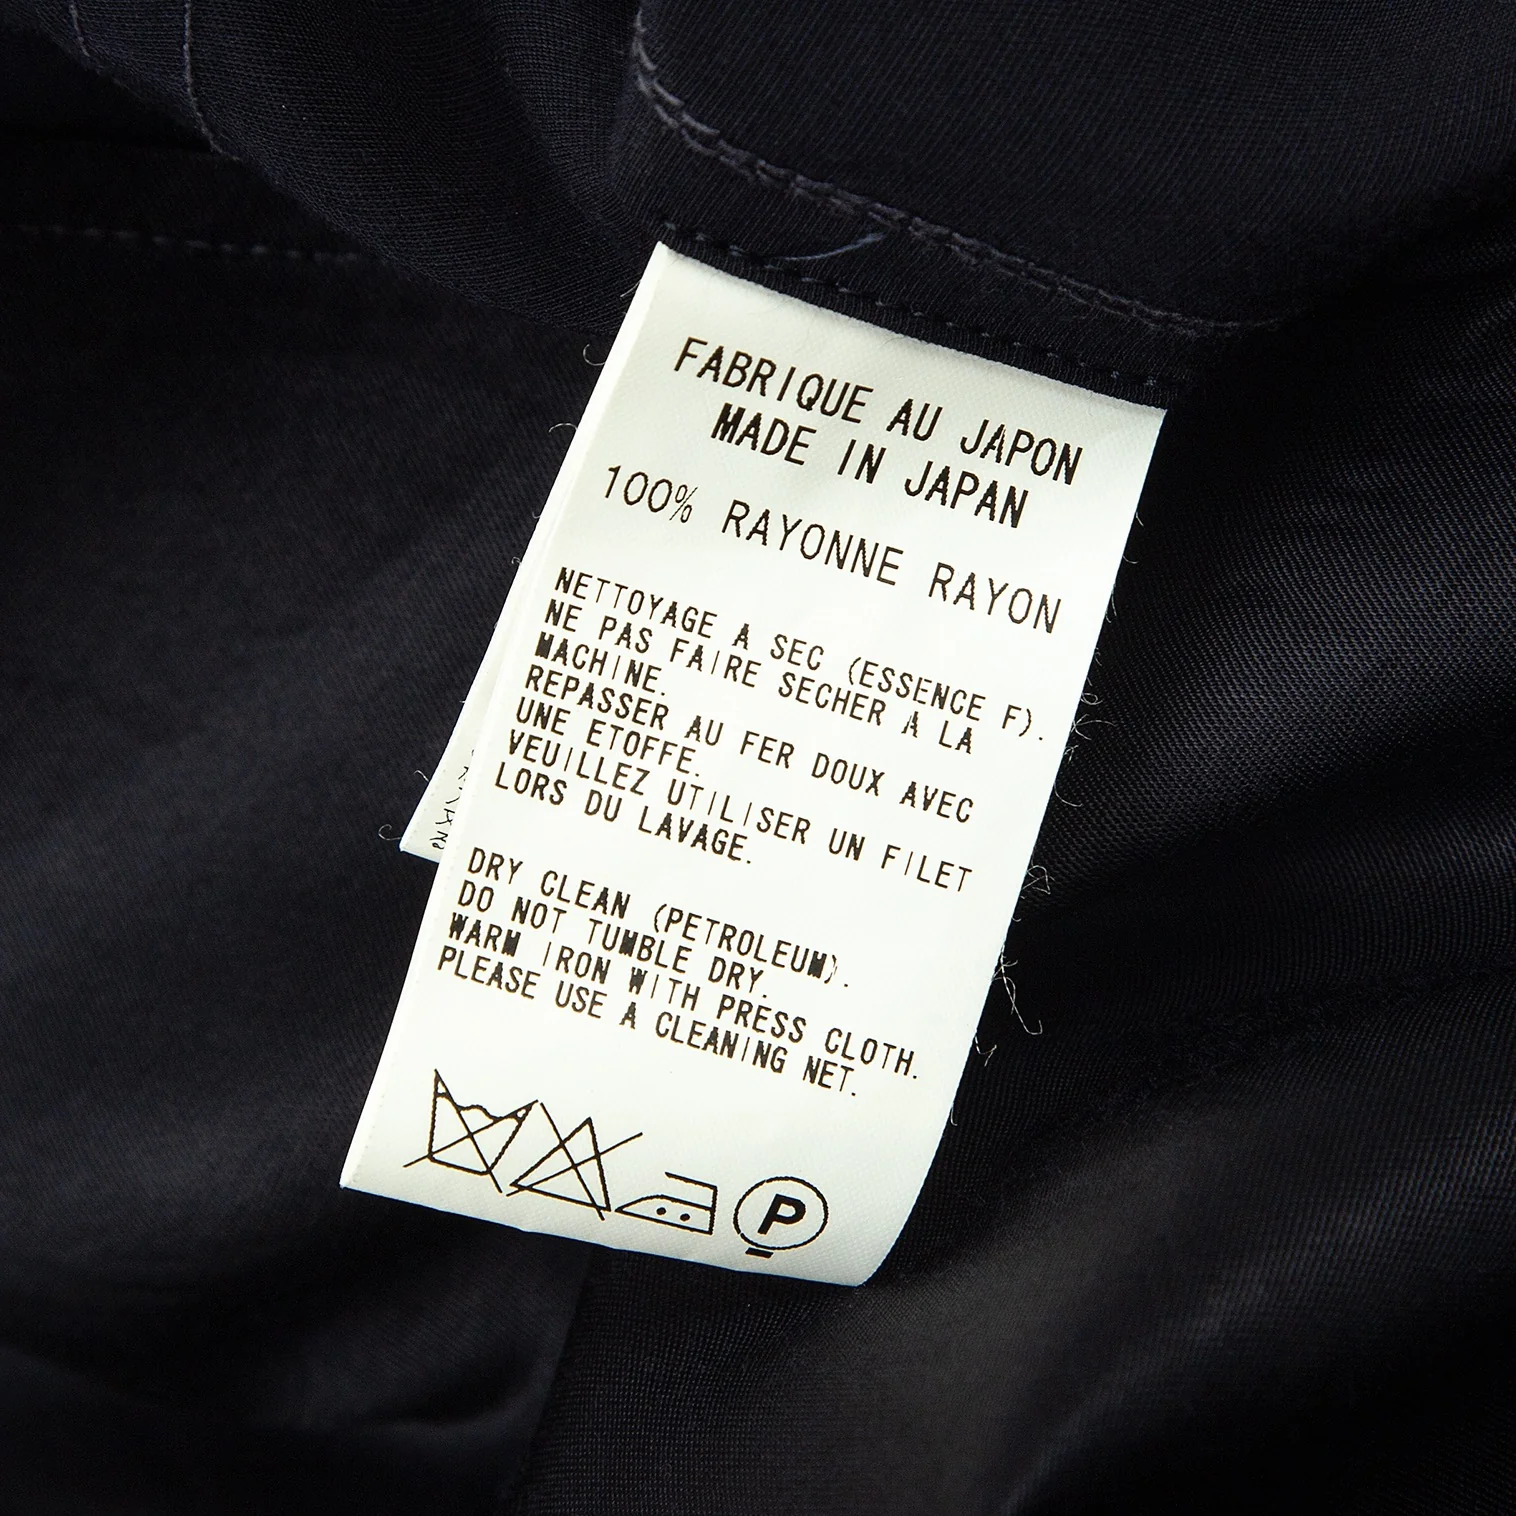 FABRIQUE AU JAPON
MADE IN JAPAN
100% RAYONNE RAYON
NETTOYAGE A SEC (ESSENCE F).
NE PAS FAIRE SECHER A LA
MACHINE.
REPASSER AU FER DOUX AVEC
UNE ETOFFE.
VEUILLEZ UTILISER UN FILET
LORS DU LAVAGE.
DRY CLEAN (PETROLEUM).
DO NOT TUMBLE DRY.
WARM IRON WITH PRESS CLOTH.
PLEASE USE A CLEANING NET.
P